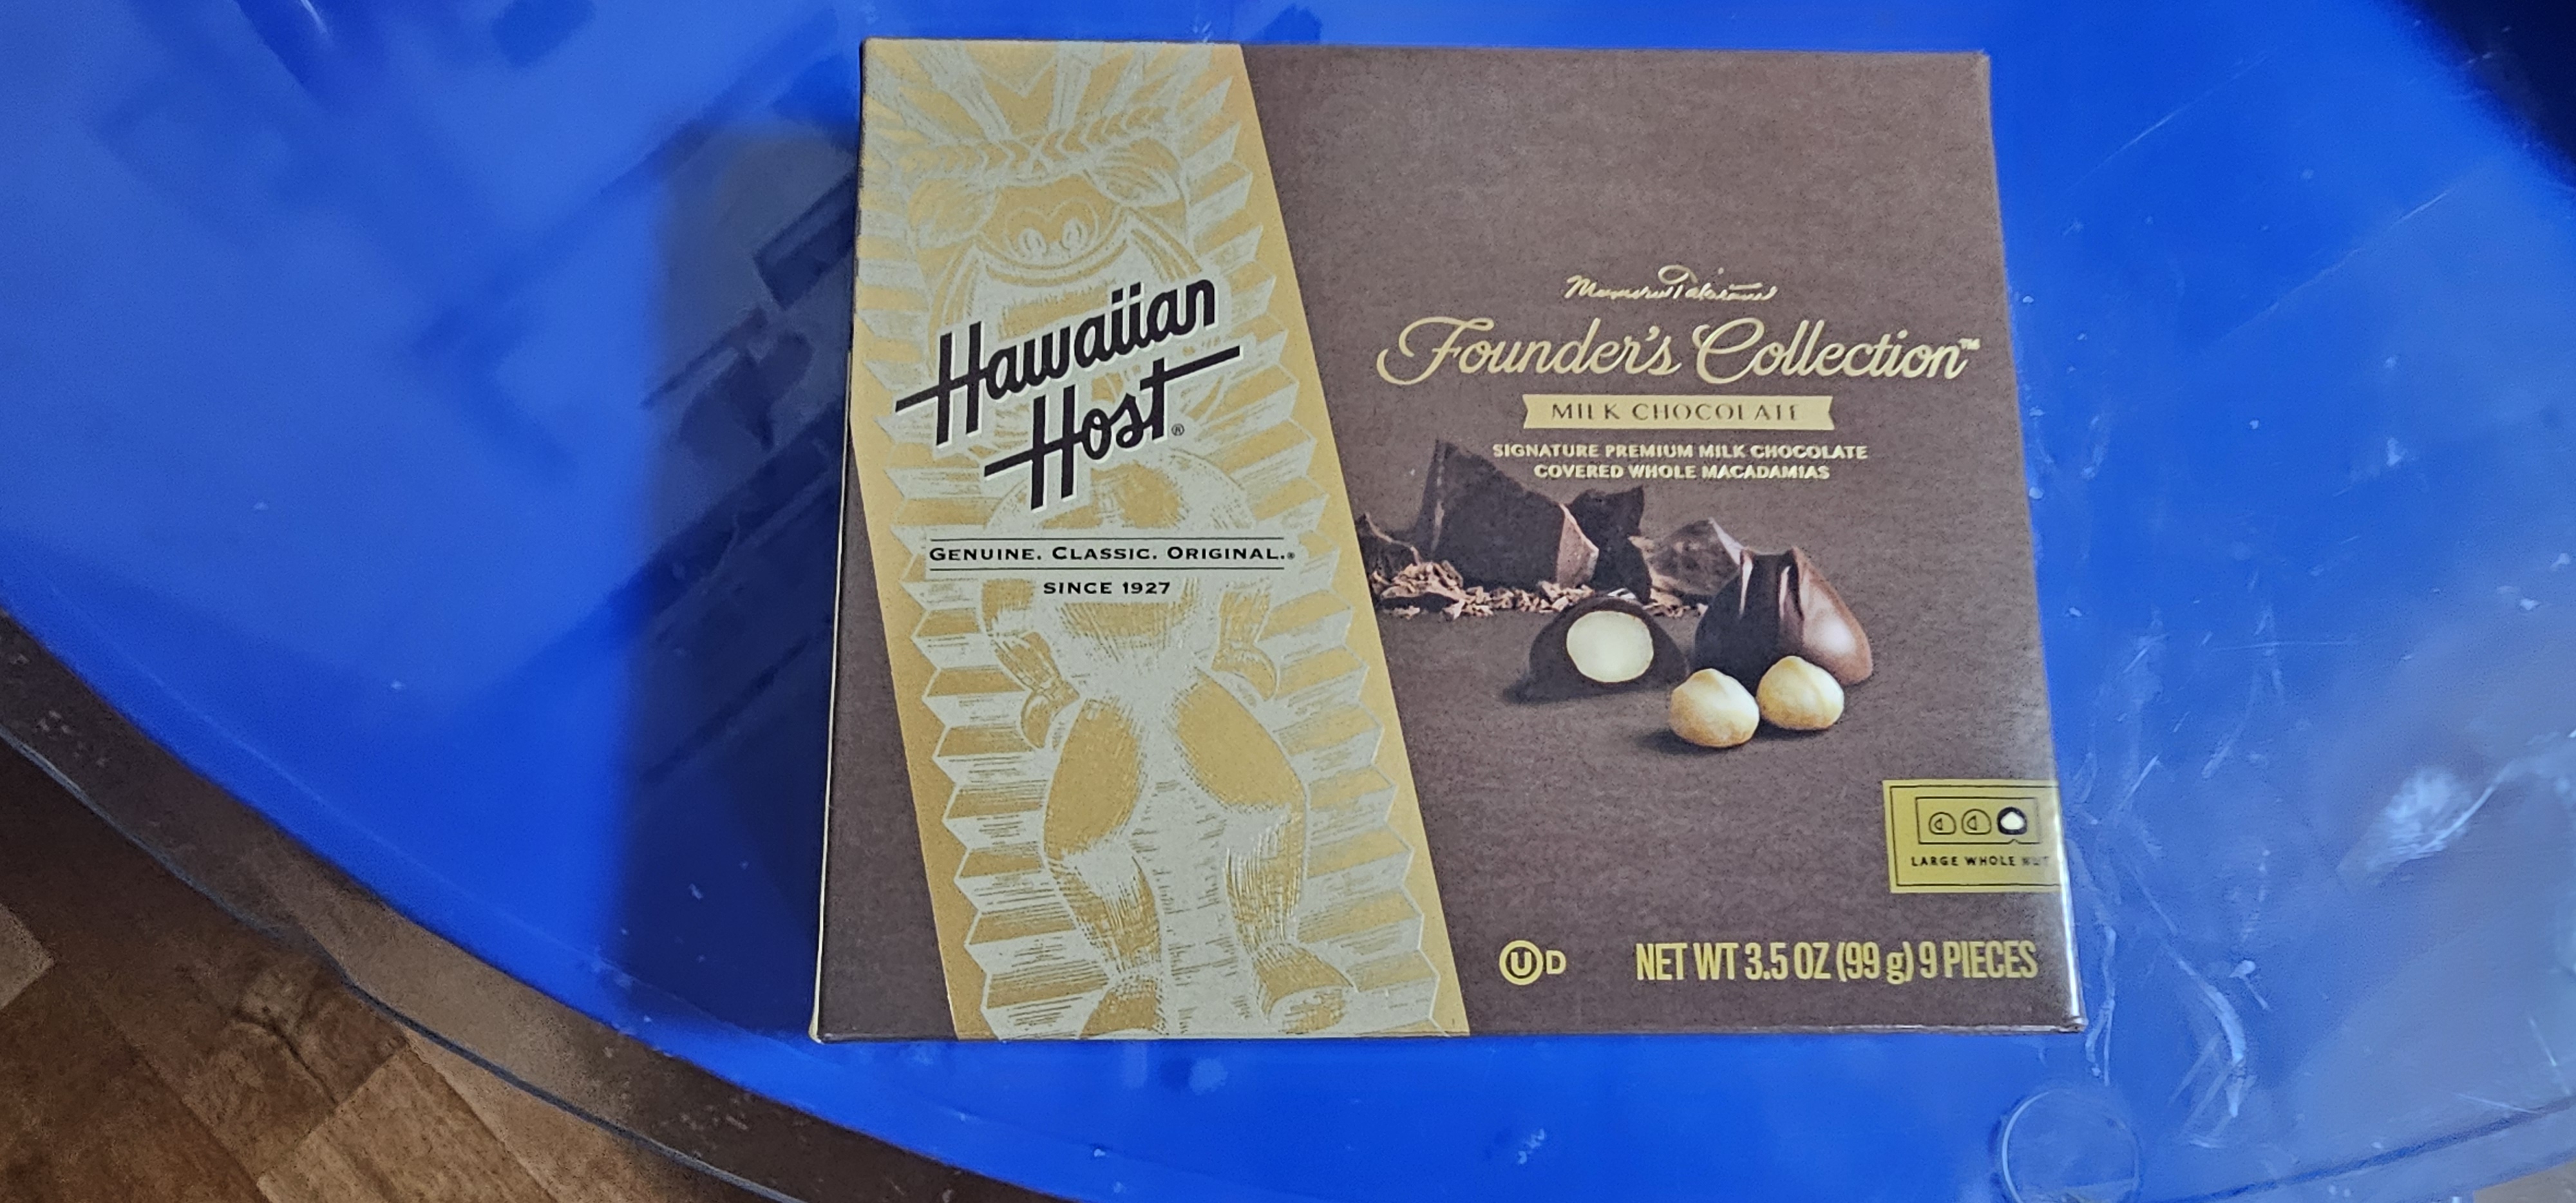 Hawaiian
Host®
GENUINE. CLASSIC. ORIGINAL.®
SINCE 1927
Founder's Collection™
MILK CHOCOLATE
SIGNATURE PREMIUM MILK CHOCOLATE
COVERED WHOLE MACADAMIAS
LARGE WHOLE NUT
U D
NET WT 3.5 OZ (99 g) 9 PIECES